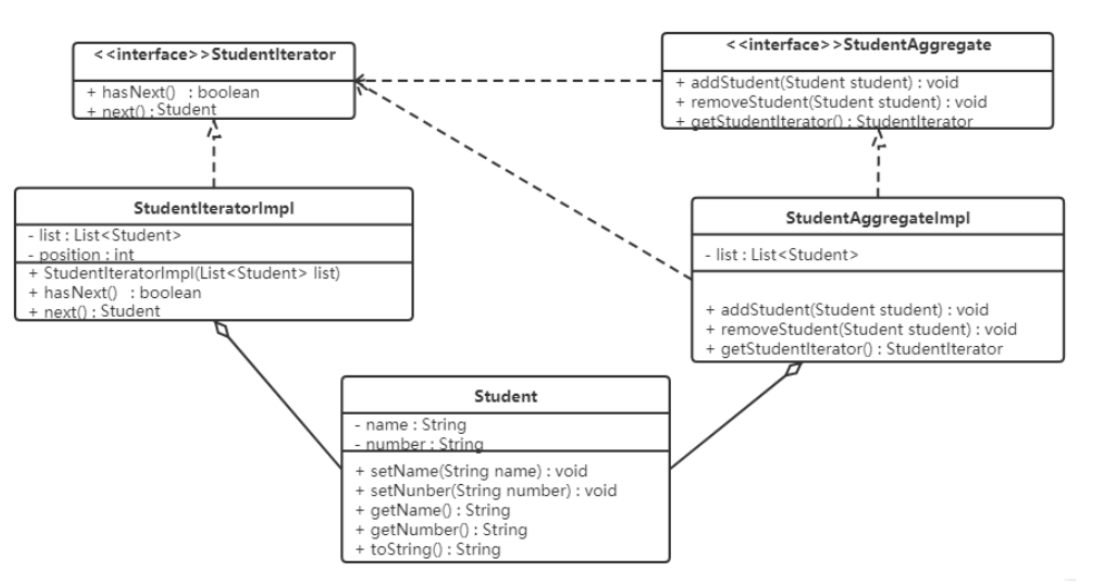 <<interface>>StudentIterator
+ hasNext() : boolean
+ next() : Student
<<interface>>StudentAggregate
+ addStudent(Student student) : void
+ removeStudent(Student student) : void
+ getStudentIterator() : StudentIterator
StudentIteratorImpl
- list : List<Student>
- position : int
+ StudentIteratorImpl(List<Student> list)
+ hasNext() : boolean
+ next() : Student
StudentAggregateImpl
- list : List<Student>
+ addStudent(Student student) : void
+ removeStudent(Student student) : void
+ getStudentIterator() : StudentIterator
Student
- name : String
- number : String
+ setName(String name) : void
+ setNunber(String number) : void
+ getName() : String
+ getNumber() : String
+ toString() : String